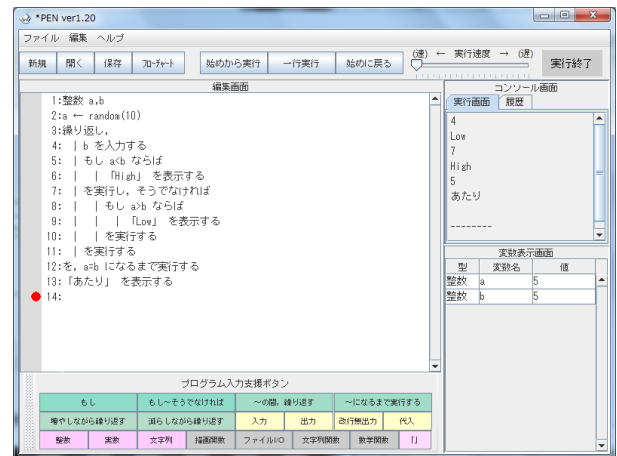 *PEN ver1.20
ファイル 編集 ヘルプ
新規 開く 保存 フローチャート 始めから実行 一行実行 始めに戻る (速) ← 実行速度 → (遅) 実行終了
編集画面
1:整数 a,b
2:a ← random(10)
3:繰り返し,
4: | b を入力する
5: | もし a<b ならば
6: | | 「High」 を表示する
7: | を実行し, そうでなければ
8: | | もし a>b ならば
9: | | | 「Low」 を表示する
10: | | を実行する
11: | を実行する
12:を, a=b になるまで実行する
13:「あたり」 を表示する
14:
コンソール画面
実行画面 履歴
4
Low
7
High
5
あたり
--------
変数表示画面
型 変数名 値
整数 a 5
整数 b 5
プログラム入力支援ボタン
もし もし~そうでなければ ~の間, 繰り返す ~になるまで実行する
増やしながら繰り返す 減らしながら繰り返す 入力 出力 改行無出力 代入
整数 実数 文字列 描画関数 ファイルI/O 文字列関数 数学関数 「」